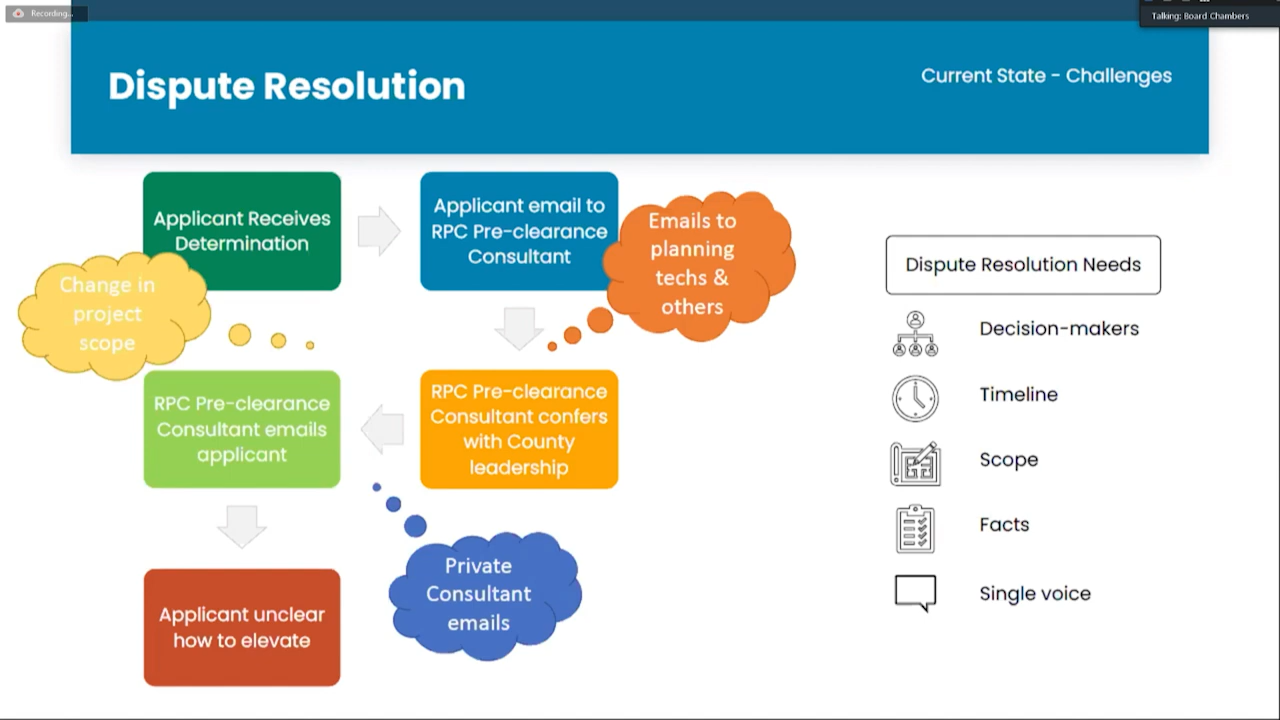 Recording...
Talking: Board Chambers
Dispute Resolution
Current State - Challenges
Applicant Receives
Determination
Applicant email to
RPC Pre-clearance
Consultant
Emails to
planning
techs &
others
Change in
project
scope
RPC Pre-clearance
Consultant emails
applicant
RPC Pre-clearance
Consultant confers
with County
leadership
Private
Consultant
emails
Applicant unclear
how to elevate
Dispute Resolution Needs
Decision-makers
Timeline
Scope
Facts
Single voice